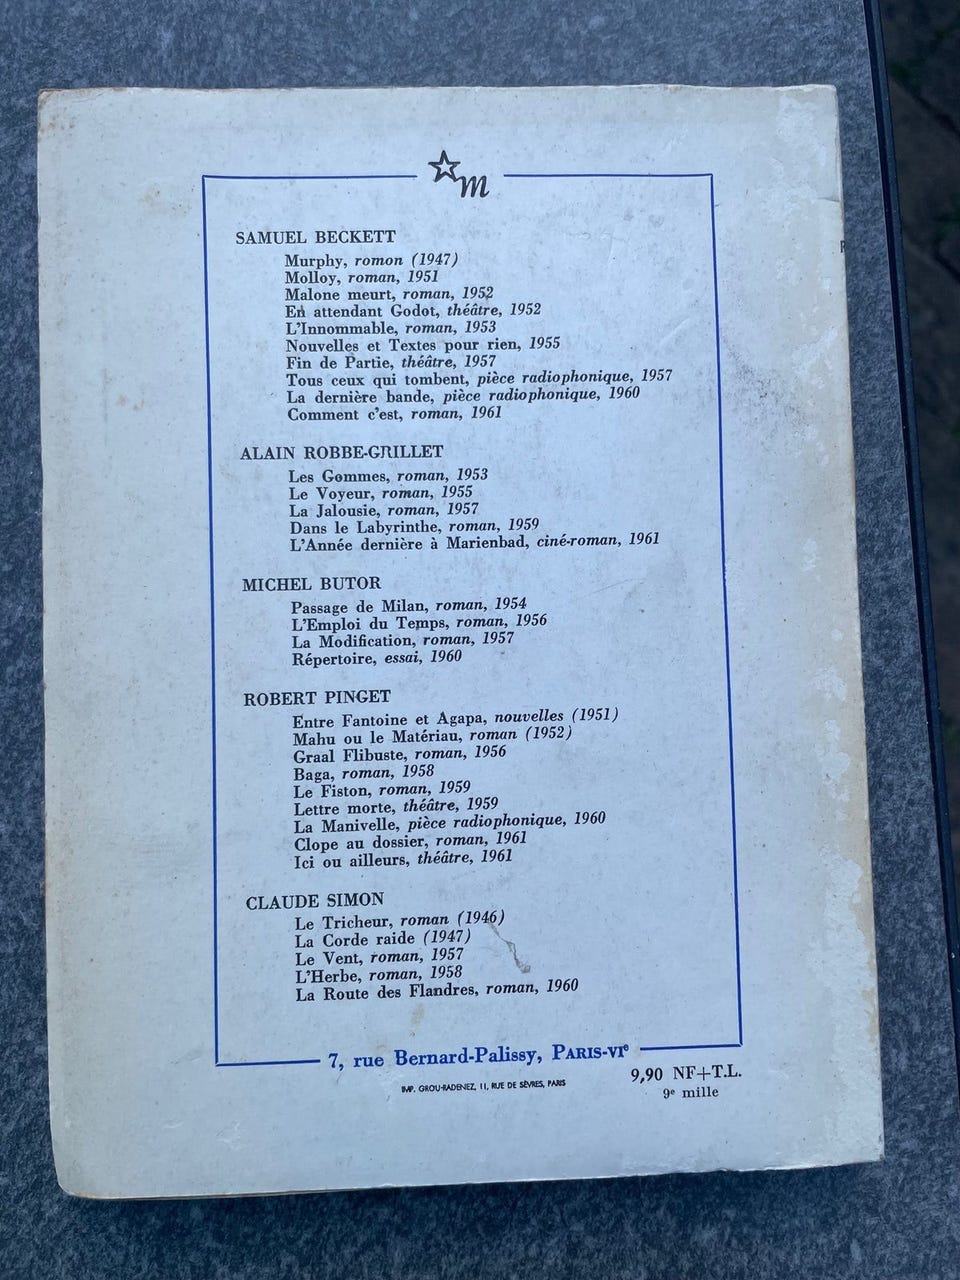 ☆m
SAMUEL BECKETT
Murphy, romon (1947)
Molloy, roman, 1951
Malone meurt, roman, 1952
En attendant Godot, théâtre, 1952
L'Innommable, roman, 1953
Nouvelles et Textes pour rien, 1955
Fin de Partie, théâtre, 1957
Tous ceux qui tombent, pièce radiophonique, 1957
La dernière bande, pièce radiophonique, 1960
Comment c'est, roman, 1961
ALAIN ROBBE-GRILLET
Les Gommes, roman, 1953
Le Voyeur, roman, 1955
La Jalousie, roman, 1957
Dans le Labyrinthe, roman, 1959
L'Année dernière à Marienbad, ciné-roman, 1961
MICHEL BUTOR
Passage de Milan, roman, 1954
L'Emploi du Temps, roman, 1956
La Modification, roman, 1957
Répertoire, essai, 1960
ROBERT PINGET
Entre Fantoine et Agapa, nouvelles (1951)
Mahu ou le Matériau, roman (1952)
Graal Flibuste, roman, 1956
Baga, roman, 1958
Le Fiston, roman, 1959
Lettre morte, théâtre, 1959
La Manivelle, pièce radiophonique, 1960
Clope au dossier, roman, 1961
Ici ou ailleurs, théâtre, 1961
CLAUDE SIMON
Le Tricheur, roman (1946)
La Corde raide (1947)
Le Vent, roman, 1957
L'Herbe, roman, 1958
La Route des Flandres, roman, 1960
7, rue Bernard-Palissy, PARIS-VIe
IMP. GROU-RADENEZ, 11, RUE DE SÈVRES, PARIS
9,90 NF+T.L.
9e mille